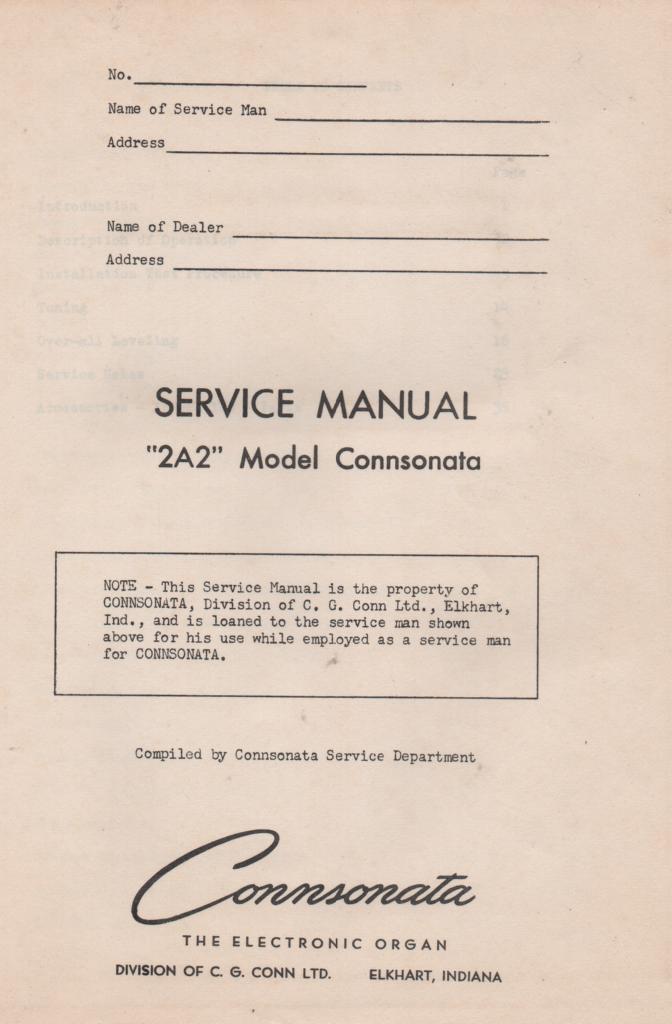 No.
Name of Service Man
Address
Name of Dealer
Address
SERVICE MANUAL
"2A2" Model Connsonata
NOTE - This Service Manual is the property of
CONNSONATA, Division of C. G. Conn Ltd., Elkhart,
Ind., and is loaned to the service man shown
above for his use while employed as a service man
for CONNSONATA.
Compiled by Connsonata Service Department
Connsonata
THE ELECTRONIC ORGAN
DIVISION OF C. G. CONN LTD. ELKHART, INDIANA